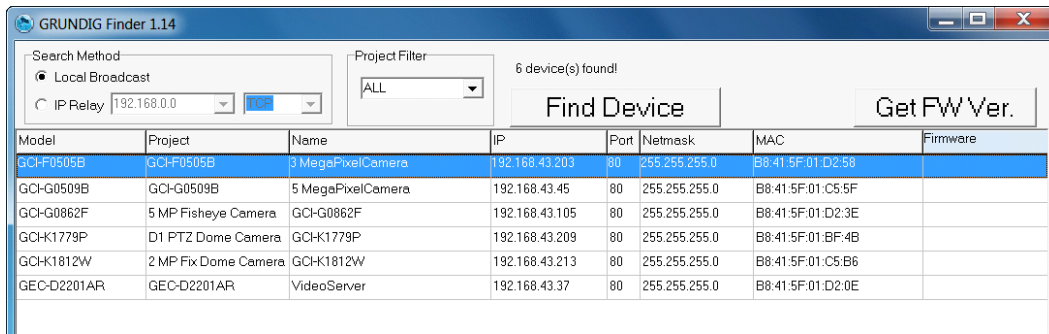 GRUNDIG Finder 1.14
Search Method
Local Broadcast
IP Relay 192.168.0.0 TCP
Project Filter
ALL
6 device(s) found!
Find Device Get FW Ver.
Model Project Name IP Port Netmask MAC Firmware
GCI-F0505B GCI-F0505B 3 MegaPixelCamera 192.168.43.203 80 255.255.255.0 B8:41:5F:01:D2:58
GCI-G0509B GCI-G0509B 5 MegaPixelCamera 192.168.43.45 80 255.255.255.0 B8:41:5F:01:C5:5F
GCI-G0862F 5 MP Fisheye Camera GCI-G0862F 192.168.43.105 80 255.255.255.0 B8:41:5F:01:D2:3E
GCI-K1779P D1 PTZ Dome Camera GCI-K1779P 192.168.43.209 80 255.255.255.0 B8:41:5F:01:BF:4B
GCI-K1812W 2 MP Fix Dome Camera GCI-K1812W 192.168.43.213 80 255.255.255.0 B8:41:5F:01:C5:B6
GEC-D2201AR GEC-D2201AR VideoServer 192.168.43.37 80 255.255.255.0 B8:41:5F:01:D2:0E